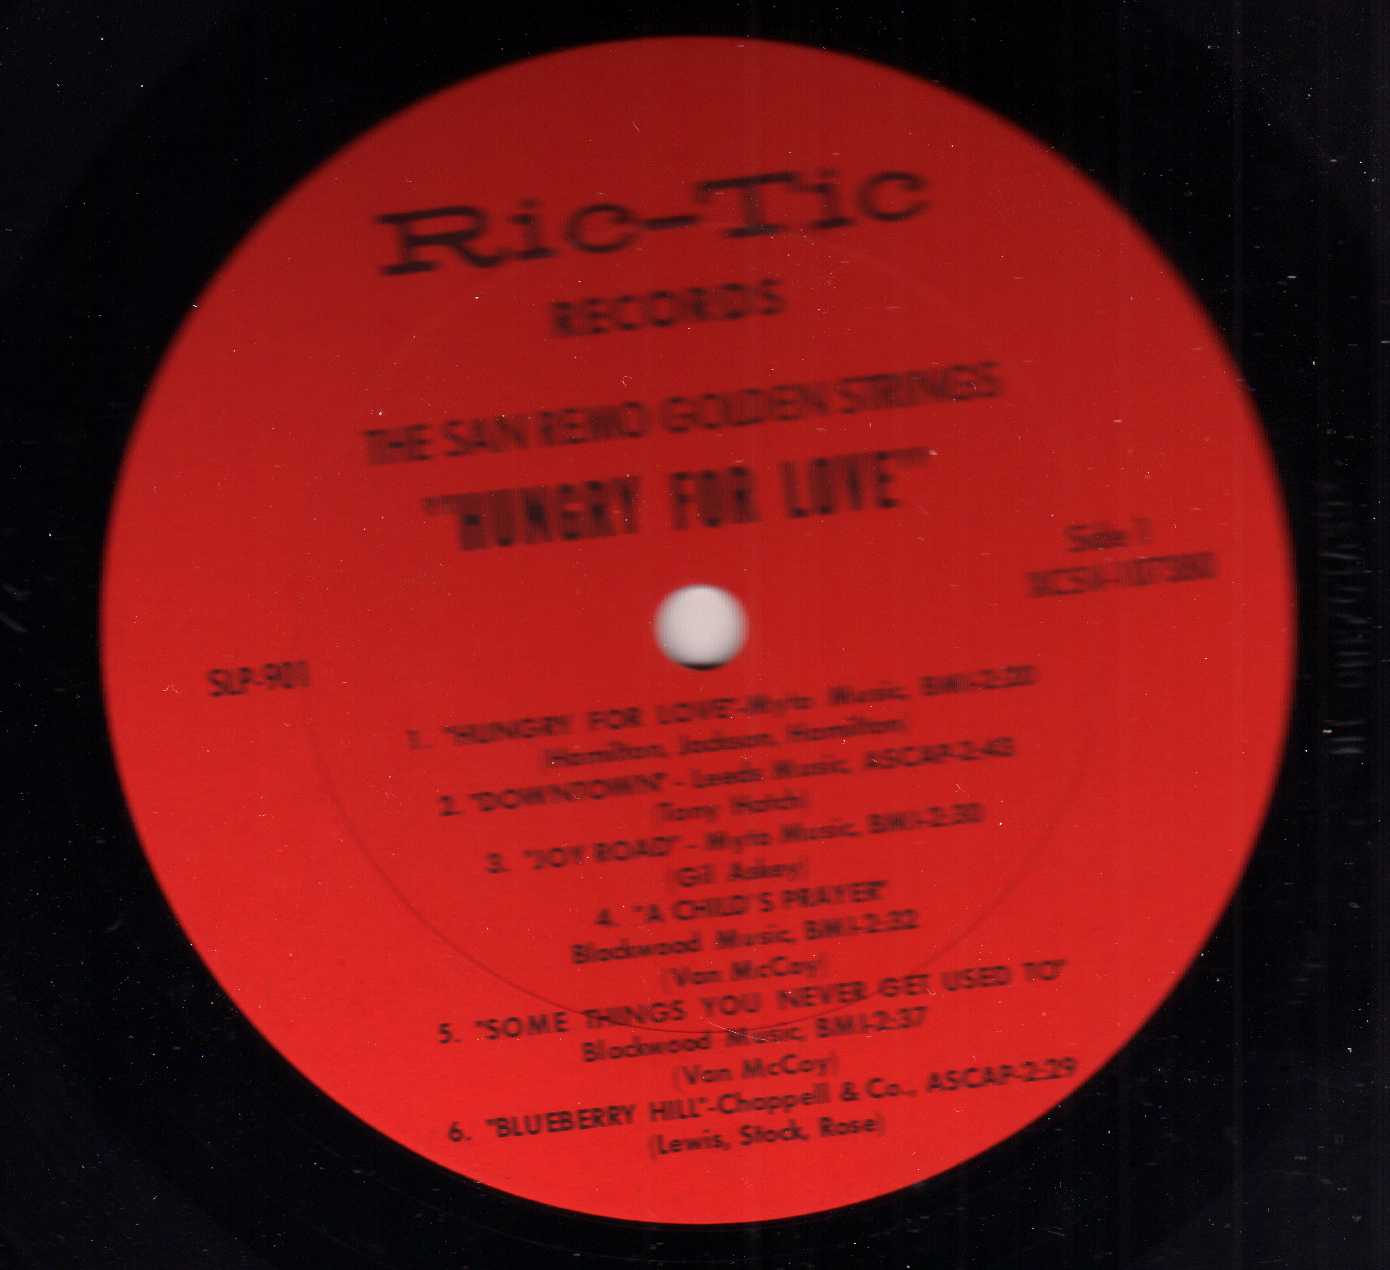 Ric-Tic
RECORDS
THE SAN REMO GOLDEN STRINGS
"HUNGRY FOR LOVE"
Side 1
SLP-901
1. "HUNGRY FOR LOVE"-Myto Music, BMI-2:20
(Hamilton, Jackson, Hamilton)
2. "DOWNTOWN" - Leeds Music, ASCAP-2:43
Tony Hatch)
3. "JOY ROAD" - Myto Music, BMI-2:30
(Gil Askey)
4. "A CHILD'S PRAYER"
Blackwood Music, BMI-2:32
(Van McCoy)
5. "SOME THINGS YOU NEVER GET USED TO"
Blackwood Music, BMI-2:37
(Van McCoy)
6. "BLUEBERRY HILL"-Chappell & Co., ASCAP-2:29
(Lewis, Stock, Rose)